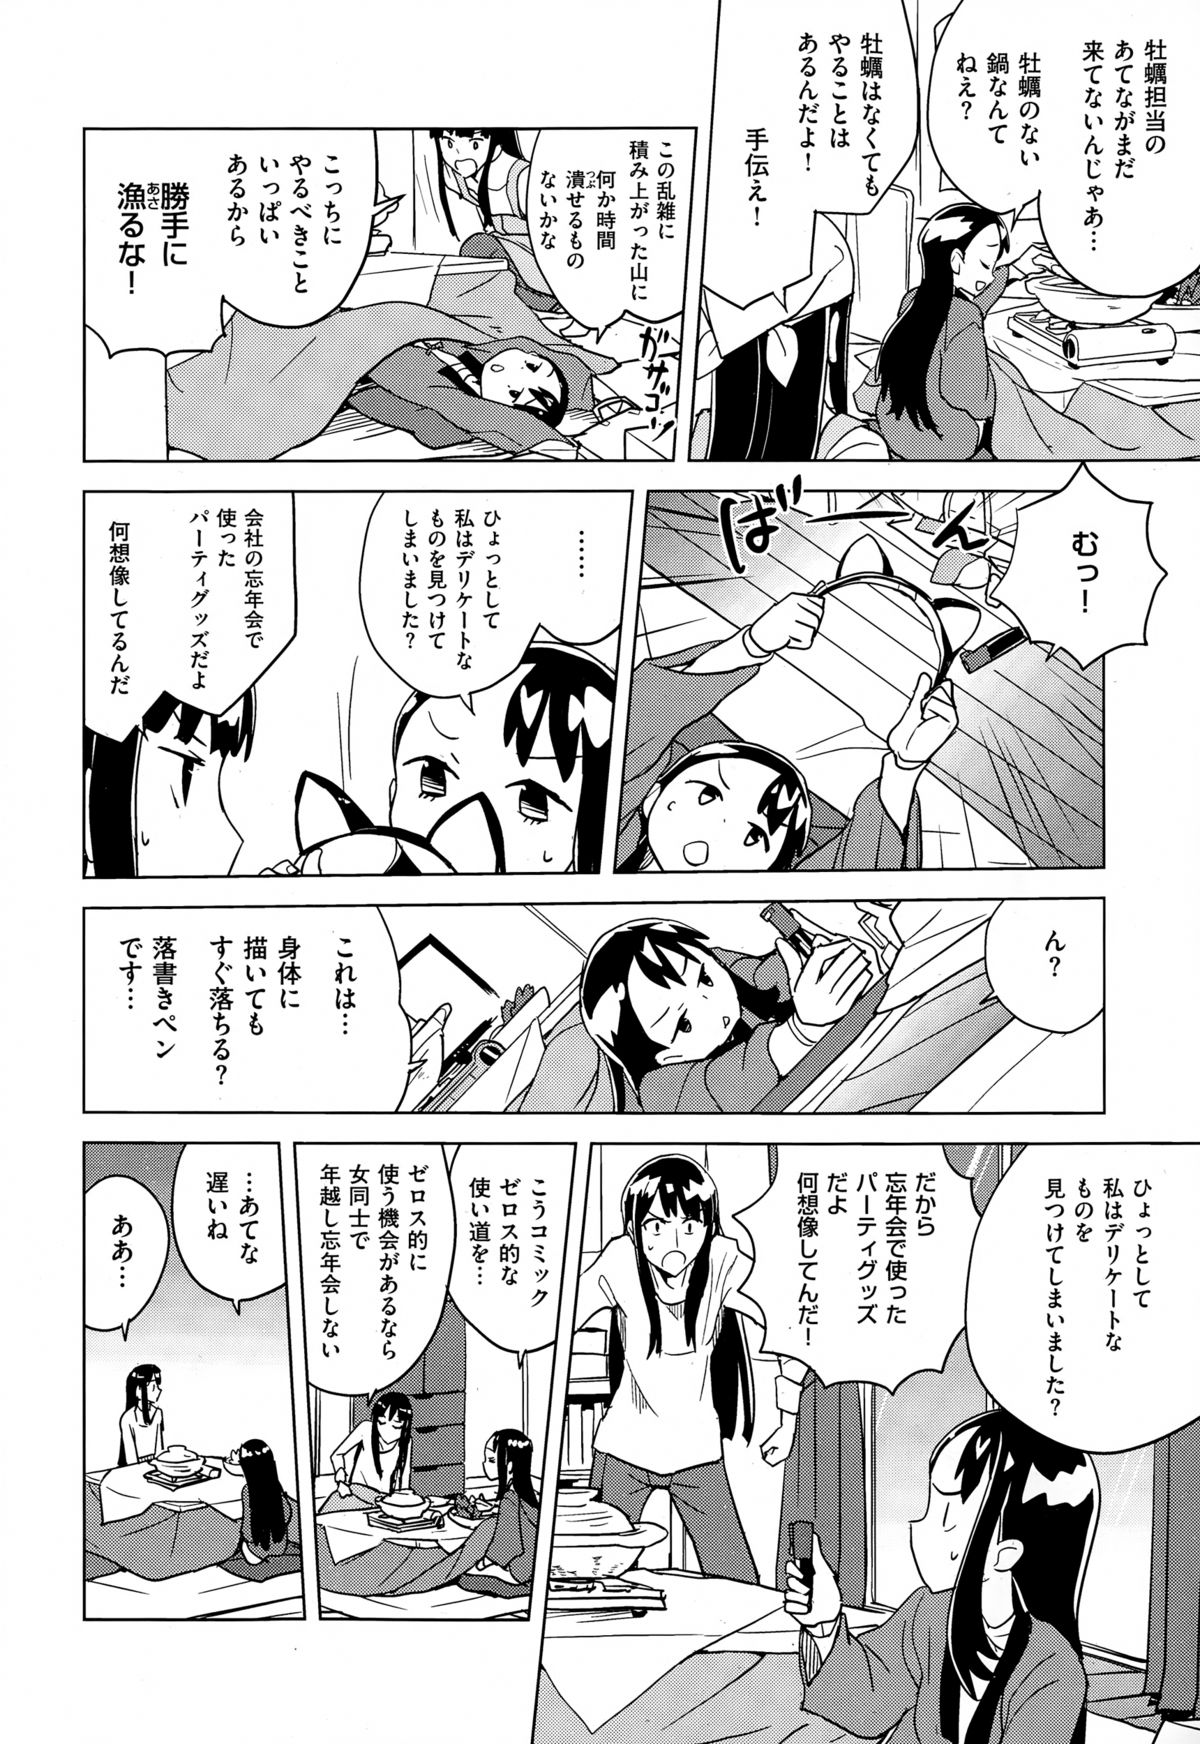 牡蠣担当の
あてながまだ
来てないんじゃあ…
牡蠣のない
鍋なんて
ねえ?
牡蠣はなくても
やることは
あるんだよ!
手伝え!
この乱雑に
積み上がった山に
何か時間
潰せるもの
つぶ
ないかな
ガサゴソ
こっちに
やるべきこと
いっぱい
あるから
勝手に
漁るな!
あさ
むっ!
ばーん
……
ひょっとして
私はデリケートな
ものを見つけて
しまいました?
会社の忘年会で
使った
パーティグッズだよ
何想像してるんだ
ん?
これは…
身体に
描いても
すぐ落ちる?
落書きペン
です…
ひょっとして
私はデリケートな
ものを
見つけてしまいました?
だから
忘年会で使った
パーティグッズ
だよ
何想像してんだ!
こうコミック
ゼロス的な
使い道を…
ゼロス的に
使う機会があるなら
女同士で
年越し忘年会しない
…あてな
遅いね
ああ…